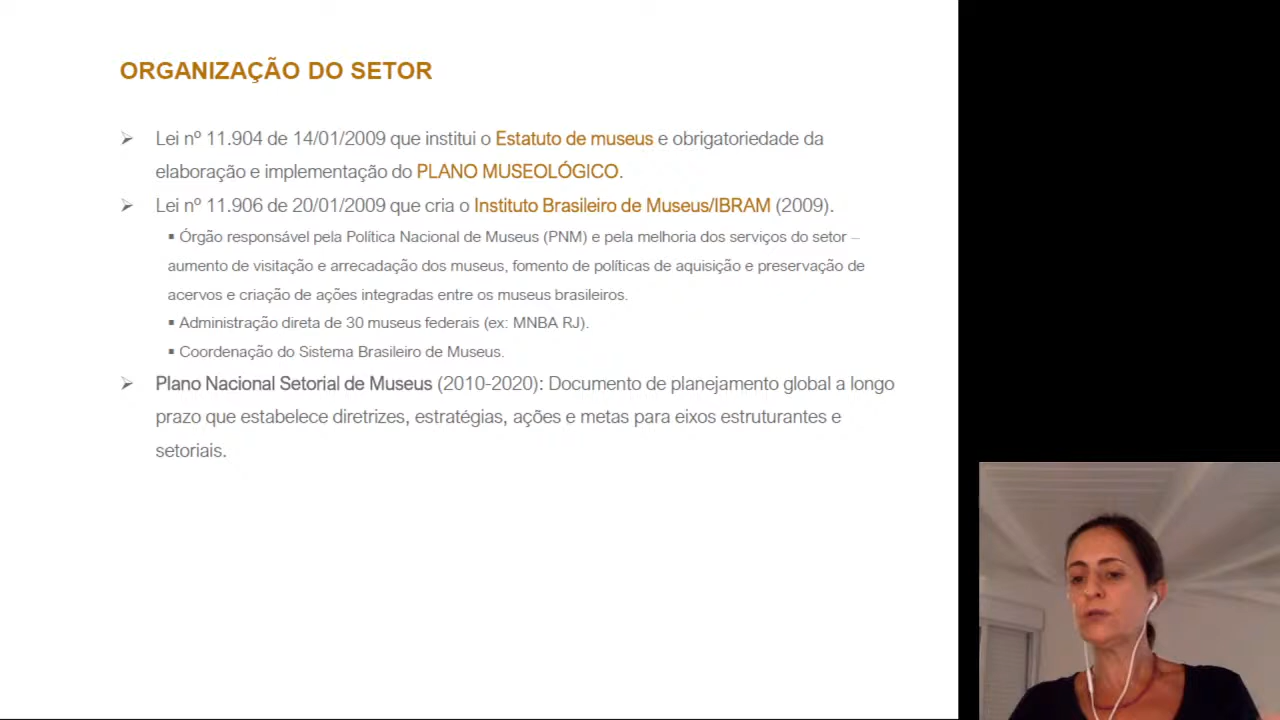 ORGANIZAÇÃO DO SETOR
➢ Lei nº 11.904 de 14/01/2009 que institui o Estatuto de museus e obrigatoriedade da
elaboração e implementação do PLANO MUSEOLÓGICO.
➢ Lei nº 11.906 de 20/01/2009 que cria o Instituto Brasileiro de Museus/IBRAM (2009).
▪ Órgão responsável pela Política Nacional de Museus (PNM) e pela melhoria dos serviços do setor –
aumento de visitação e arrecadação dos museus, fomento de políticas de aquisição e preservação de
acervos e criação de ações integradas entre os museus brasileiros.
▪ Administração direta de 30 museus federais (ex: MNBA RJ).
▪ Coordenação do Sistema Brasileiro de Museus.
➢ Plano Nacional Setorial de Museus (2010-2020): Documento de planejamento global a longo
prazo que estabelece diretrizes, estratégias, ações e metas para eixos estruturantes e
setoriais.